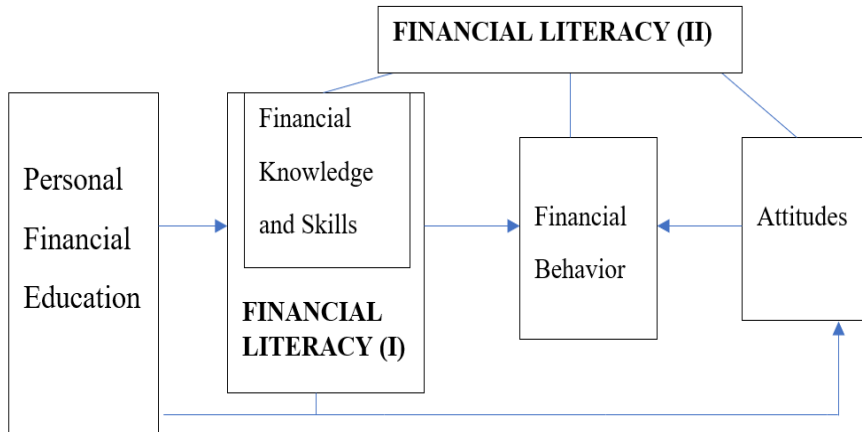 FINANCIAL LITERACY (II)
Personal
Financial
Education
Financial
Knowledge
and Skills
FINANCIAL
LITERACY (I)
Financial
Behavior
Attitudes